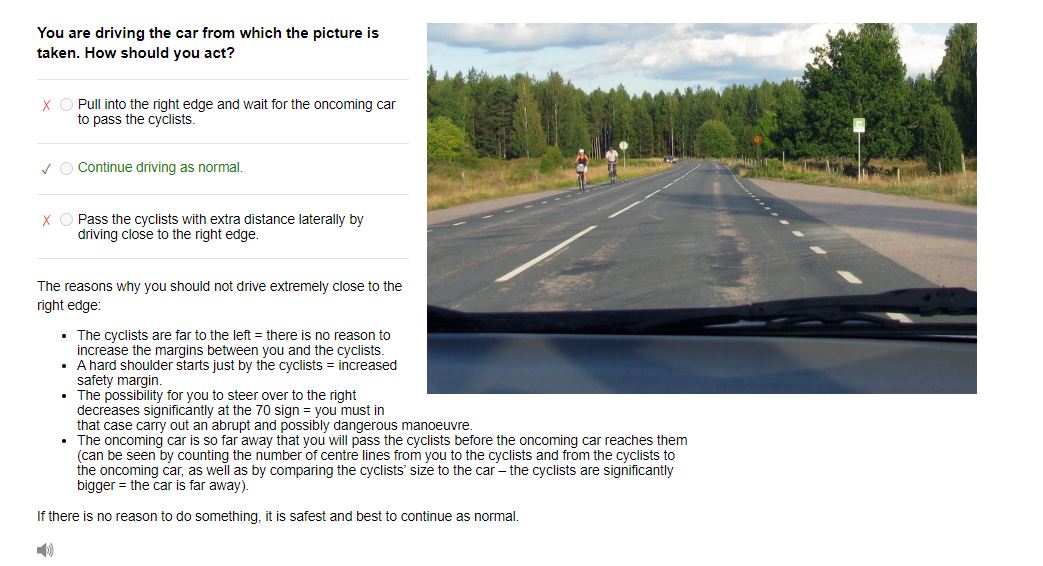 You are driving the car from which the picture is
taken. How should you act?
X Pull into the right edge and wait for the oncoming car
to pass the cyclists.
✓ Continue driving as normal.
X Pass the cyclists with extra distance laterally by
driving close to the right edge.
The reasons why you should not drive extremely close to the
right edge:
• The cyclists are far to the left = there is no reason to
increase the margins between you and the cyclists.
• A hard shoulder starts just by the cyclists = increased
safety margin.
• The possibility for you to steer over to the right
decreases significantly at the 70 sign = you must in
that case carry out an abrupt and possibly dangerous manoeuvre.
• The oncoming car is so far away that you will pass the cyclists before the oncoming car reaches them
(can be seen by counting the number of centre lines from you to the cyclists and from the cyclists to
the oncoming car, as well as by comparing the cyclists' size to the car – the cyclists are significantly
bigger = the car is far away).
If there is no reason to do something, it is safest and best to continue as normal.